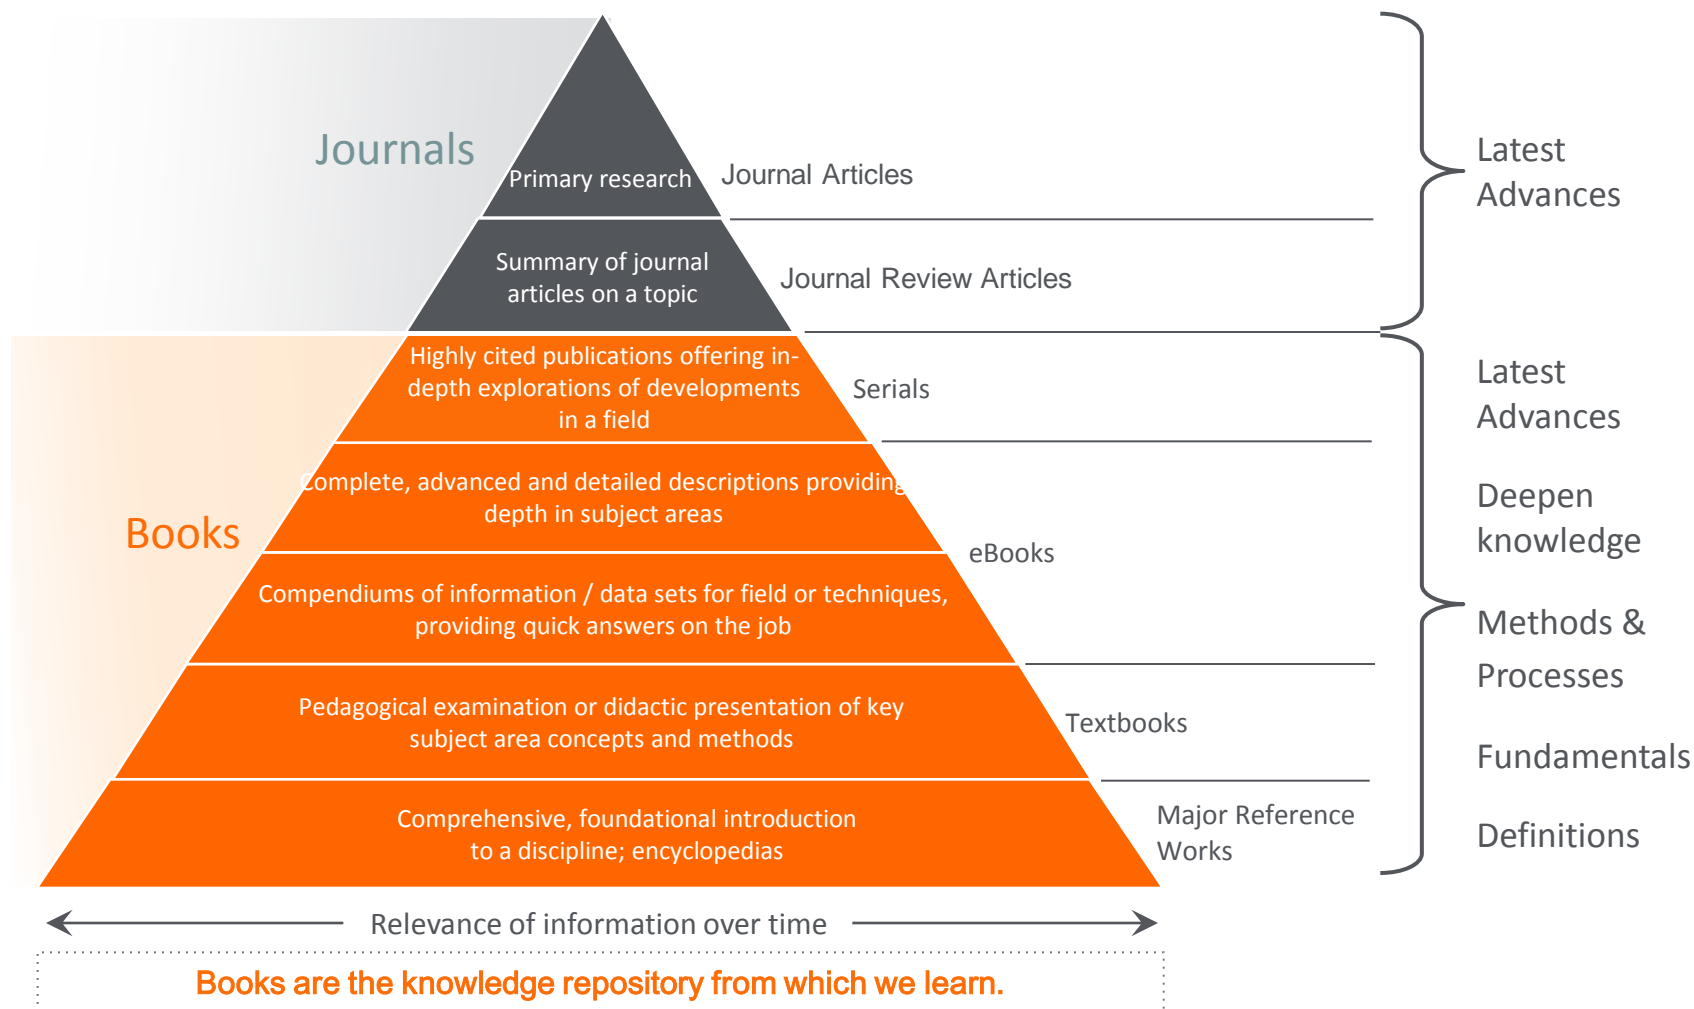 Journals
Primary research
Journal Articles
Latest
Advances
Summary of journal
articles on a topic
Journal Review Articles
Books
Highly cited publications offering in-
depth explorations of developments
in a field
Serials
Latest
Advances
Complete, advanced and detailed descriptions providing
depth in subject areas
Deepen
knowledge
eBooks
Compendiums of information / data sets for field or techniques,
providing quick answers on the job
Methods &
Processes
Pedagogical examination or didactic presentation of key
subject area concepts and methods
Textbooks
Fundamentals
Comprehensive, foundational introduction
to a discipline; encyclopedias
Major Reference
Works
Definitions
Relevance of information over time
Books are the knowledge repository from which we learn.